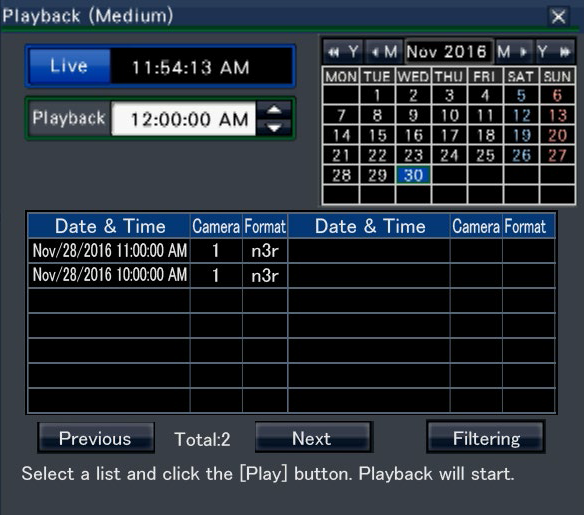 Playback (Medium)
Live 11:54:13 AM
Playback 12:00:00 AM
Y M Nov 2016 M Y
MON TUE WED THU FRI SAT SUN
1 2 3 4 5 6
7 8 9 10 11 12 13
14 15 16 17 18 19 20
21 22 23 24 25 26 27
28 29 30
Date & Time Camera Format Date & Time Camera Format
Nov/28/2016 11:00:00 AM 1 n3r
Nov/28/2016 10:00:00 AM 1 n3r
Previous Total:2 Next Filtering
Select a list and click the [Play] button. Playback will start.